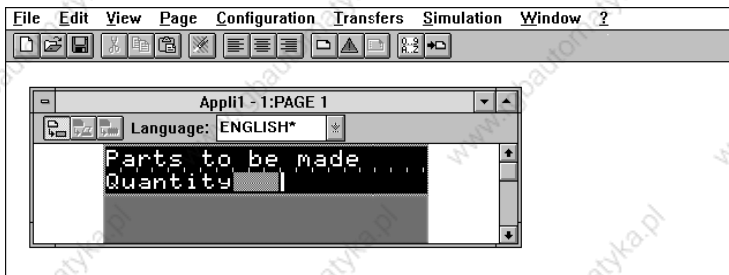 File Edit View Page Configuration Transfers Simulation Window ?
Appli1 - 1:PAGE 1
Language: ENGLISH*
Parts to be made
Quantity